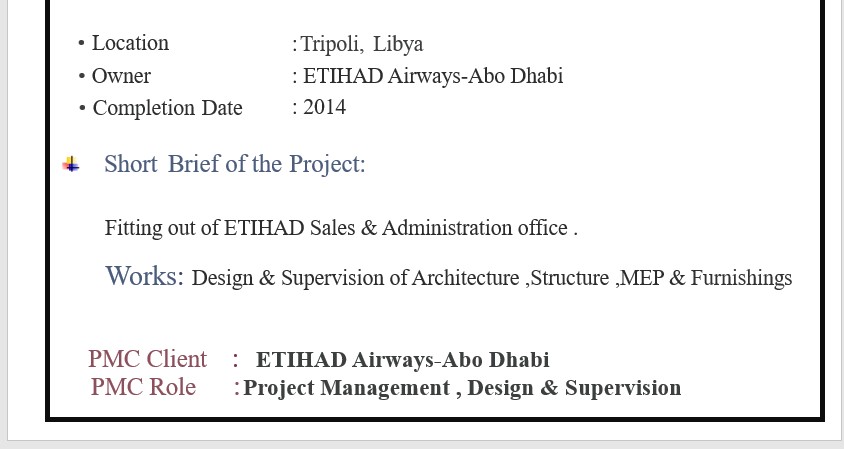 • Location : Tripoli, Libya
• Owner : ETIHAD Airways-Abo Dhabi
• Completion Date : 2014
Short Brief of the Project:
Fitting out of ETIHAD Sales & Administration office .
Works: Design & Supervision of Architecture ,Structure ,MEP & Furnishings
PMC Client : ETIHAD Airways-Abo Dhabi
PMC Role :Project Management , Design & Supervision